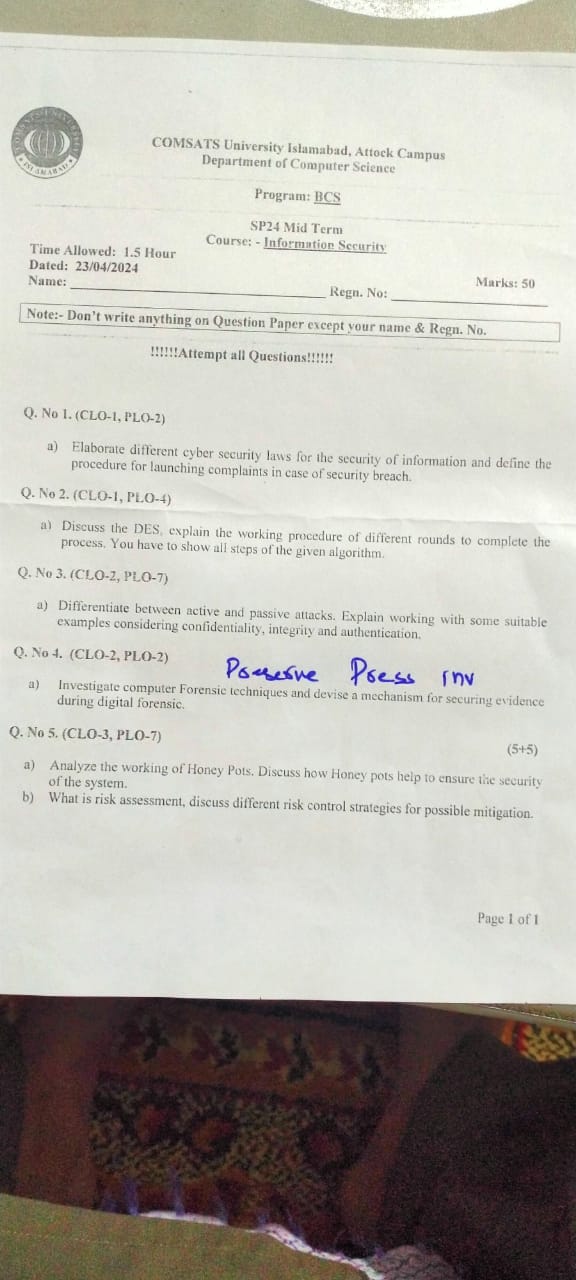 COMSATS University Islamabad, Attock Campus
Department of Computer Science
Program: BCS
SP24 Mid Term
Course: - Information Security
Time Allowed: 1.5 Hour
Dated: 23/04/2024
Marks: 50
Name:
Regn. No:
Note:- Don't write anything on Question Paper except your name & Regn. No.
!!!!!!Attempt all Questions!!!!!!
Q. No 1. (CLO-1, PLO-2)
a) Elaborate different cyber security laws for the security of information and define the
procedure for launching complaints in case of security breach.
Q. No 2. (CLO-1, PLO-4)
a) Discuss the DES, explain the working procedure of different rounds to complete the
process. You have to show all steps of the given algorithm.
Q. No 3. (CLO-2, PLO-7)
a) Differentiate between active and passive attacks. Explain working with some suitable
examples considering confidentiality, integrity and authentication.
Q. No 4. (CLO-2, PLO-2)
inv
a) Investigate computer Forensic techniques and devise a mechanism for securing evidence
during digital forensic.
Q. No 5. (CLO-3, PLO-7)
(5+5)
a) Analyze the working of Honey Pots. Discuss how Honey pots help to ensure the security
of the system.
b) What is risk assessment, discuss different risk control strategies for possible mitigation.
Page 1 of 1